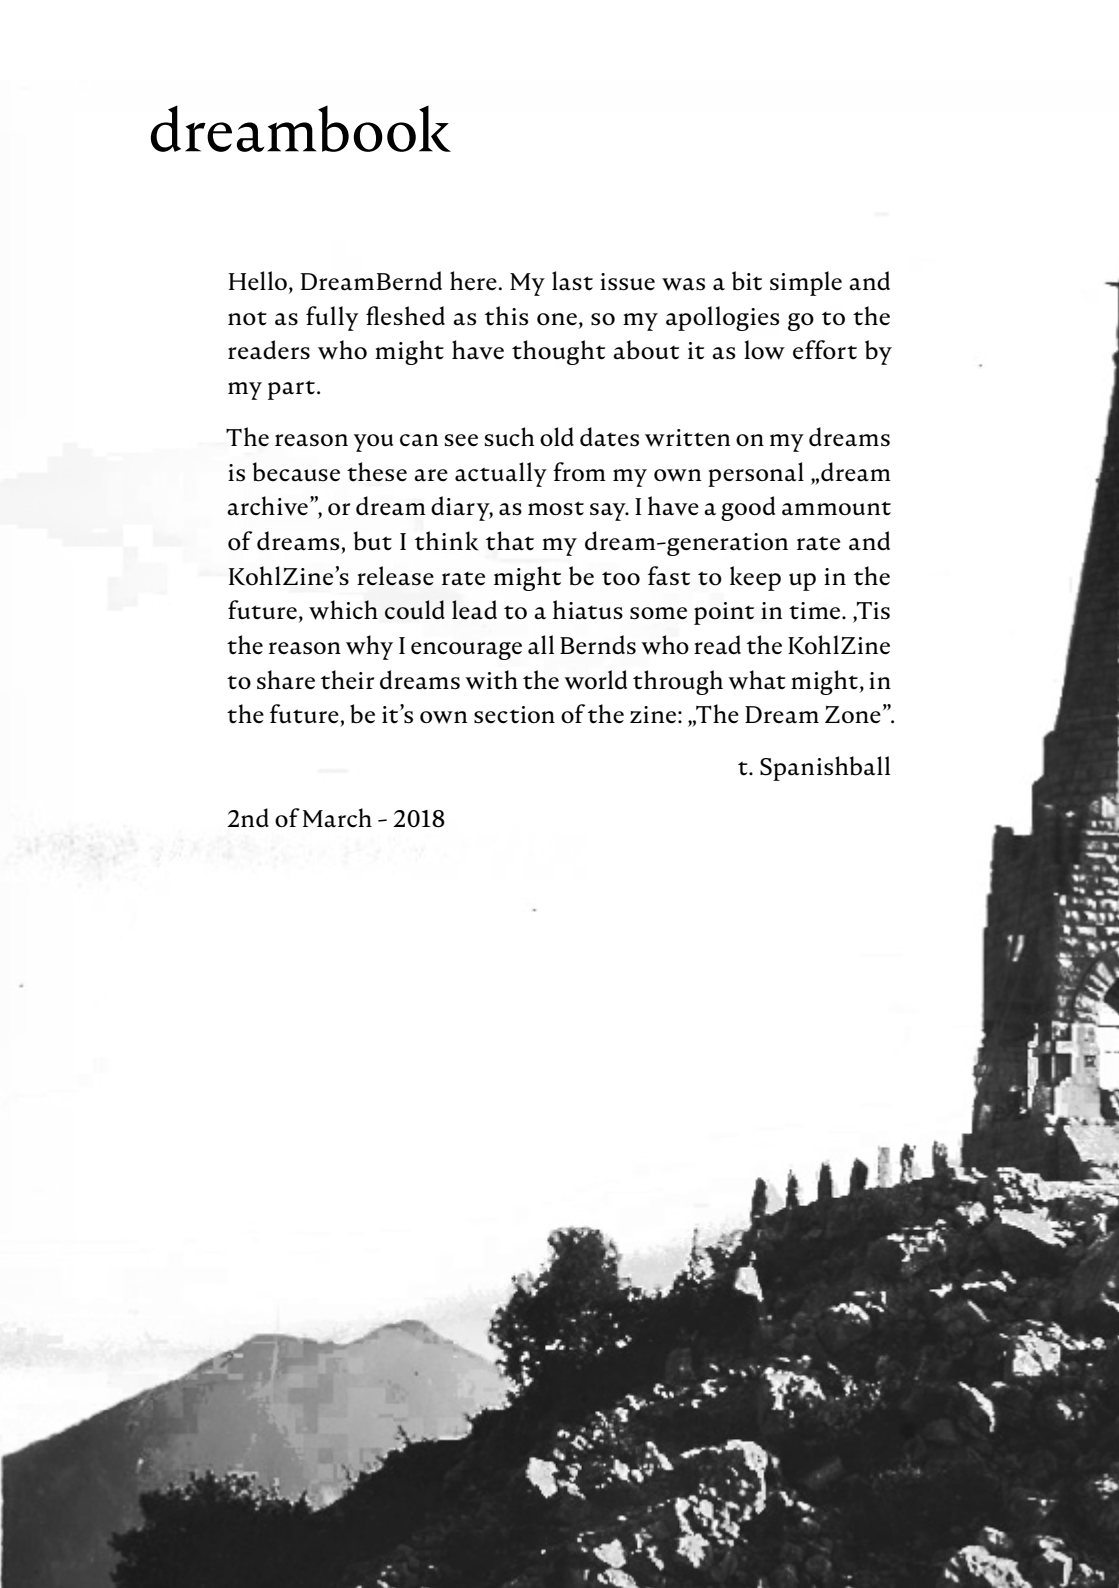 dreambook
Hello, DreamBernd here. My last issue was a bit simple and
not as fully fleshed as this one, so my apollogies go to the
readers who might have thought about it as low effort by
my part.
The reason you can see such old dates written on my dreams
is because these are actually from my own personal „dream
archive”, or dream diary, as most say. I have a good ammount
of dreams, but I think that my dream-generation rate and
KohlZine’s release rate might be too fast to keep up in the
future, which could lead to a hiatus some point in time. ‚Tis
the reason why I encourage all Bernds who read the KohlZine
to share their dreams with the world through what might, in
the future, be it’s own section of the zine: „The Dream Zone”.
t. Spanishball
2nd of March - 2018